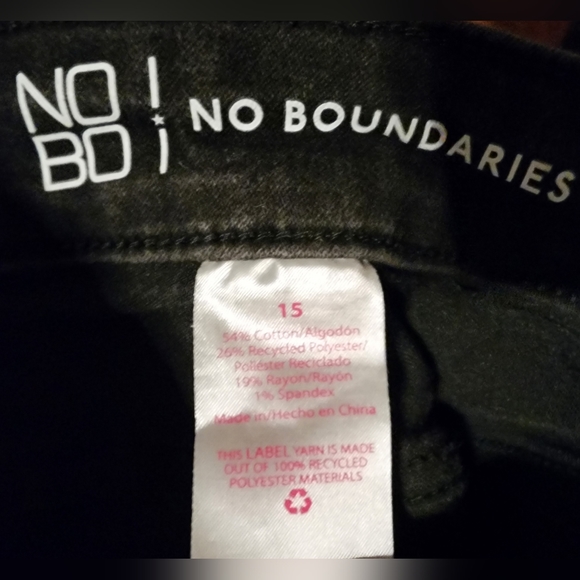 NO
BO
NO BOUNDARIES
15
54% Cotton/Algodón
26% Recycled Polyester/
Poliéster Reciclado
19% Rayon/Rayón
1% Spandex
Made in/Hecho en China
THIS LABEL YARN IS MADE
OUT OF 100% RECYCLED
POLYESTER MATERIALS